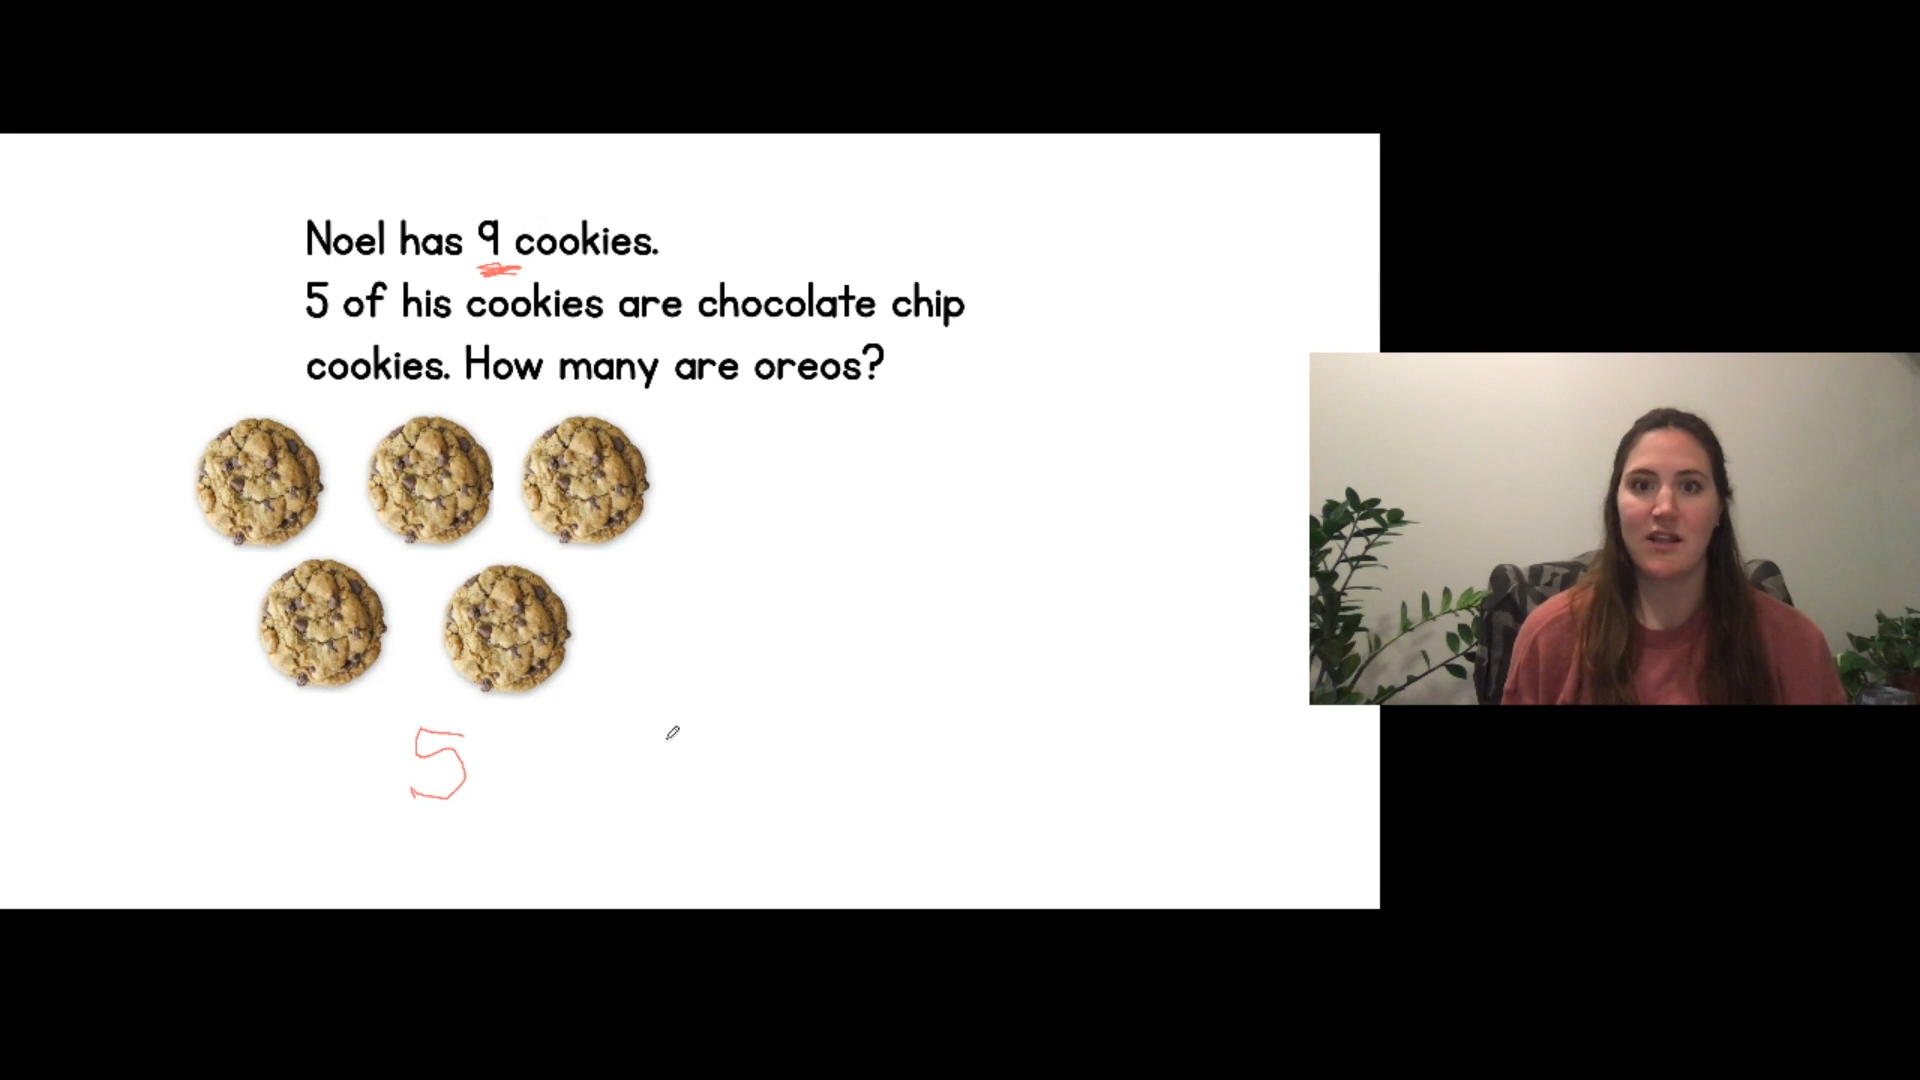 Noel has 9 cookies.
5 of his cookies are chocolate chip
cookies. How many are oreos?
5